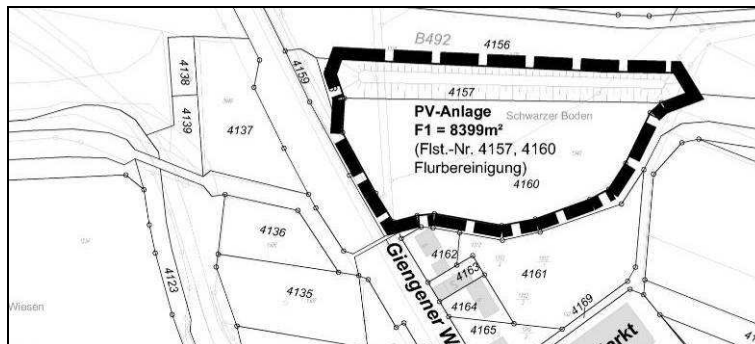 B492
4156
4138
4159
4157
4139
4137
PV-Anlage
F1 = 8399m²
(Flst.-Nr. 4157, 4160
Flurbereinigung)
Schwarzer Boden
4160
4136
4162
4163
4161
4123
4135
4164
4165
4169
Giengener W
Wiesen
arkt